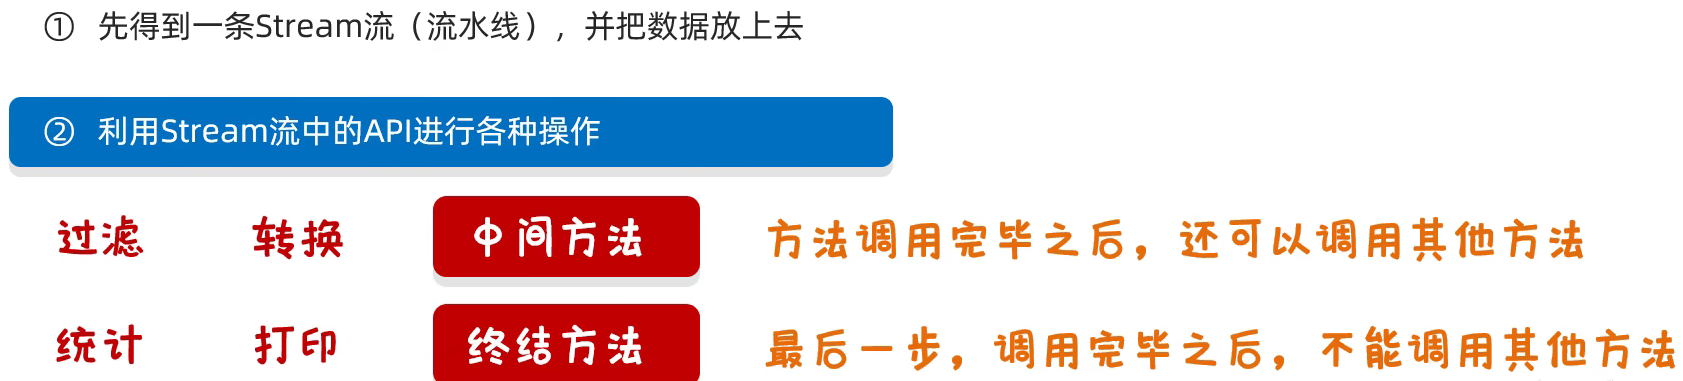 ① 先得到一条Stream流（流水线），并把数据放上去
② 利用Stream流中的API进行各种操作
过滤 转换 中间方法 方法调用完毕之后，还可以调用其他方法
统计 打印 终结方法 最后一步，调用完毕之后，不能调用其他方法